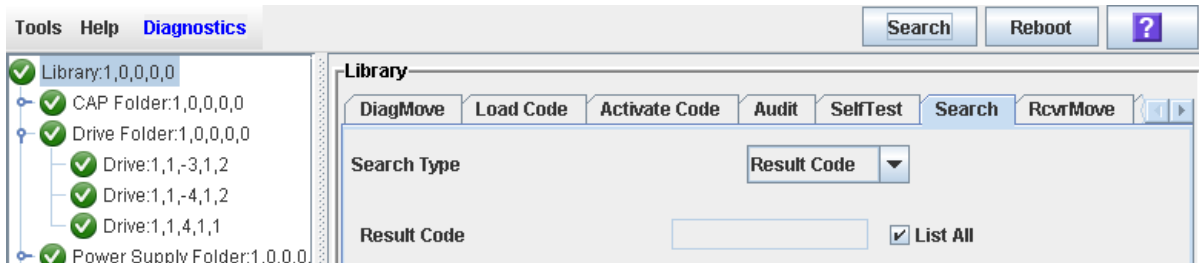 Tools Help Diagnostics Search Reboot ?
Library:1,0,0,0,0
CAP Folder:1,0,0,0,0
Drive Folder:1,0,0,0,0
Drive:1,1,-3,1,2
Drive:1,1,-4,1,2
Drive:1,1,4,1,1
Power Supply Folder:1,0,0,0,
Library
DiagMove Load Code Activate Code Audit SelfTest Search RcvrMove
Search Type Result Code
Result Code List All